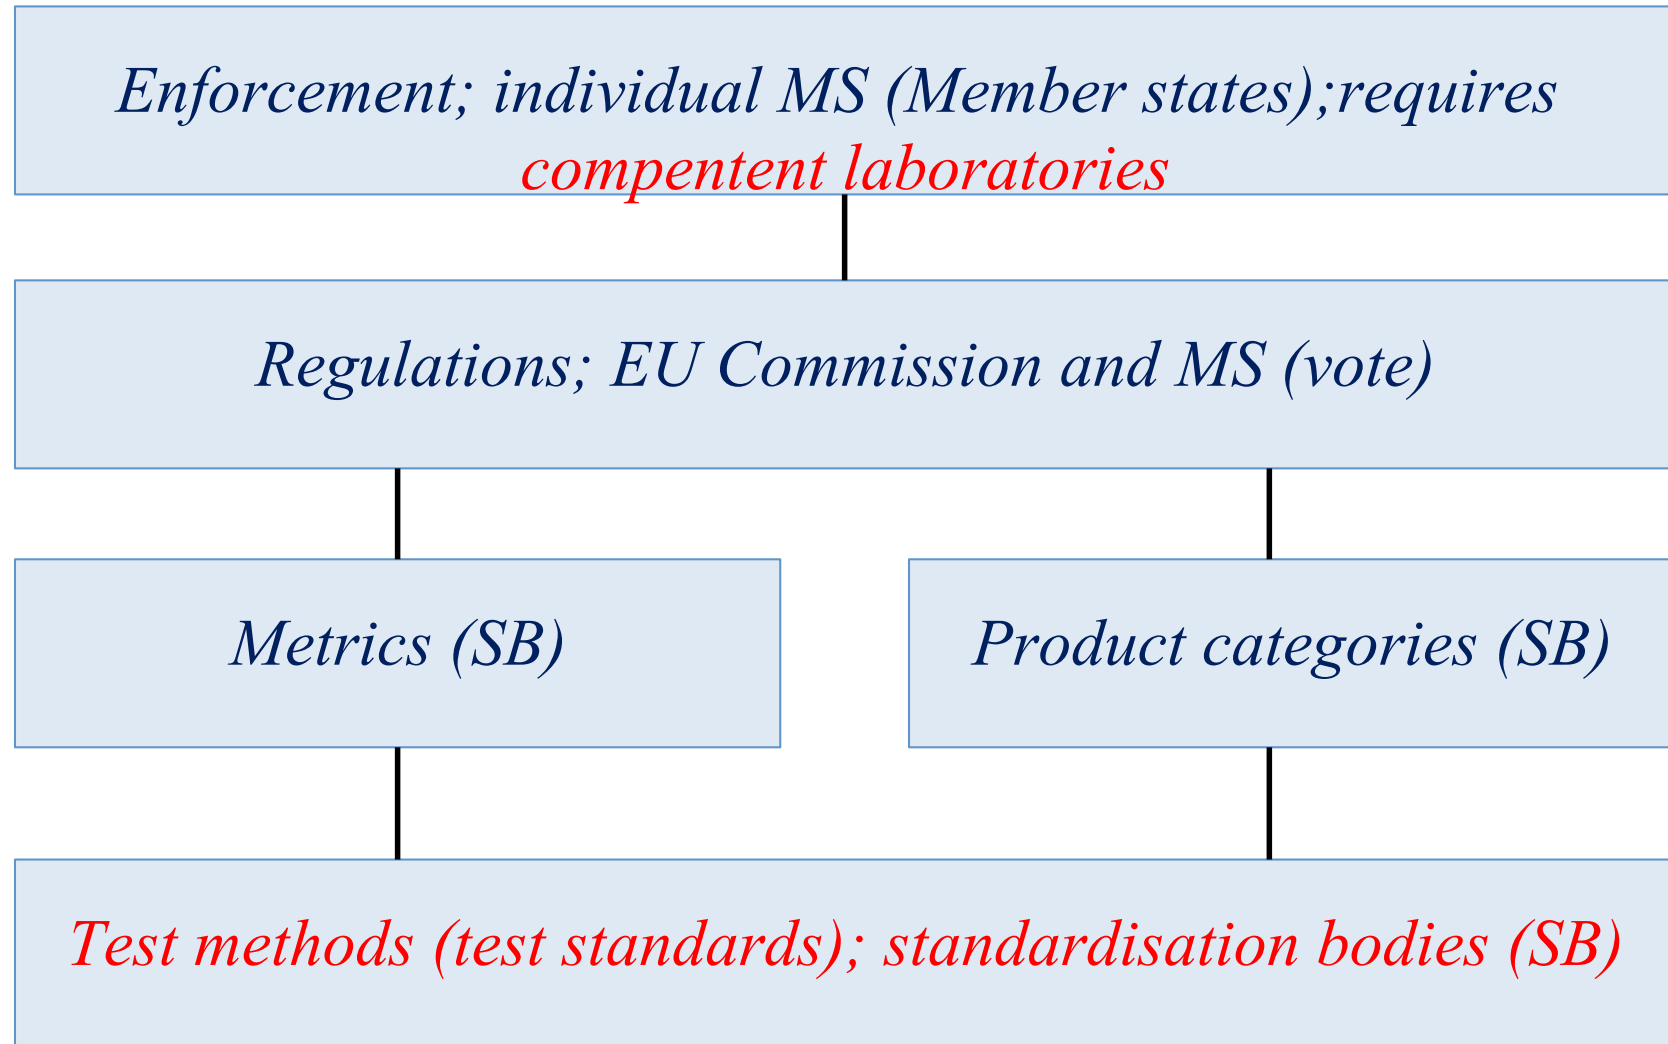 Enforcement; individual MS (Member states);requires
compentent laboratories
Regulations; EU Commission and MS (vote)
Metrics (SB)
Product categories (SB)
Test methods (test standards); standardisation bodies (SB)